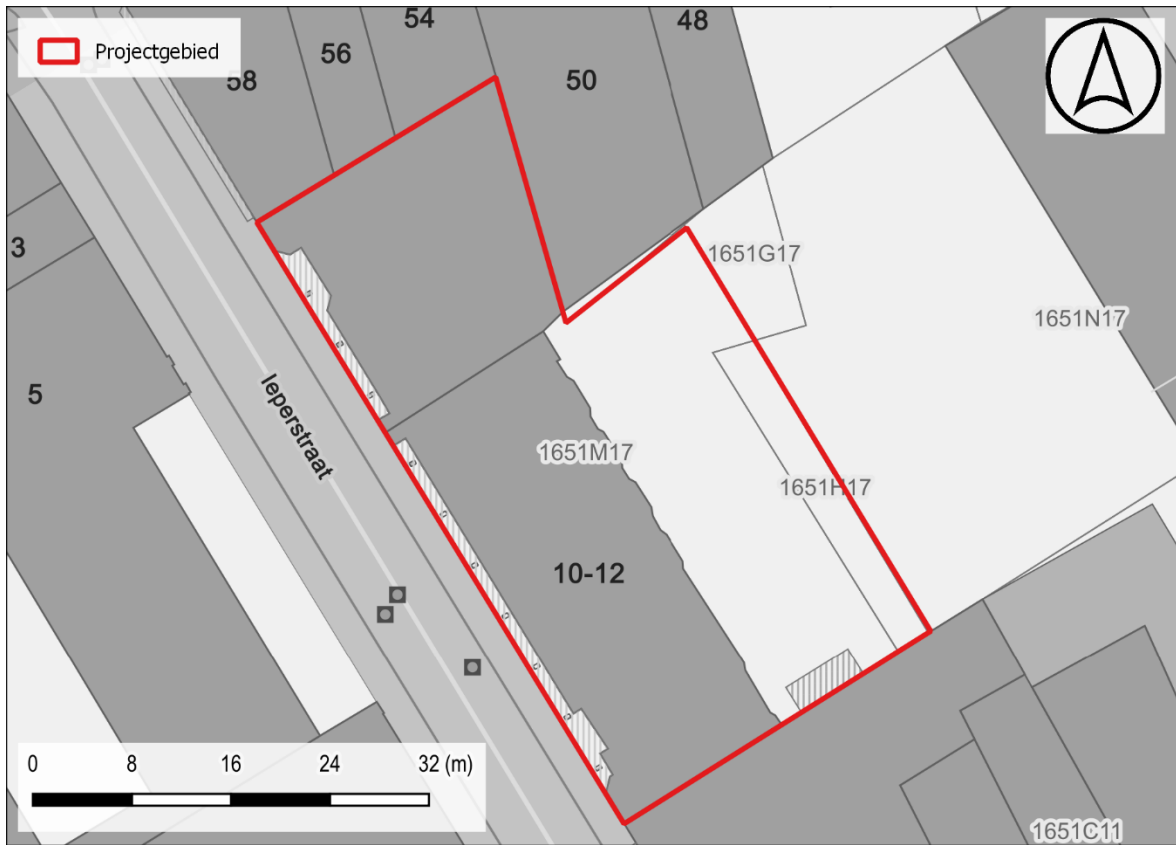 Projectgebied
54
48
56
58
50
3
1651G17
1651N17
5
Ieperstraat
1651M17
1651H17
10-12
0 8 16 24 32 (m)
1651C11